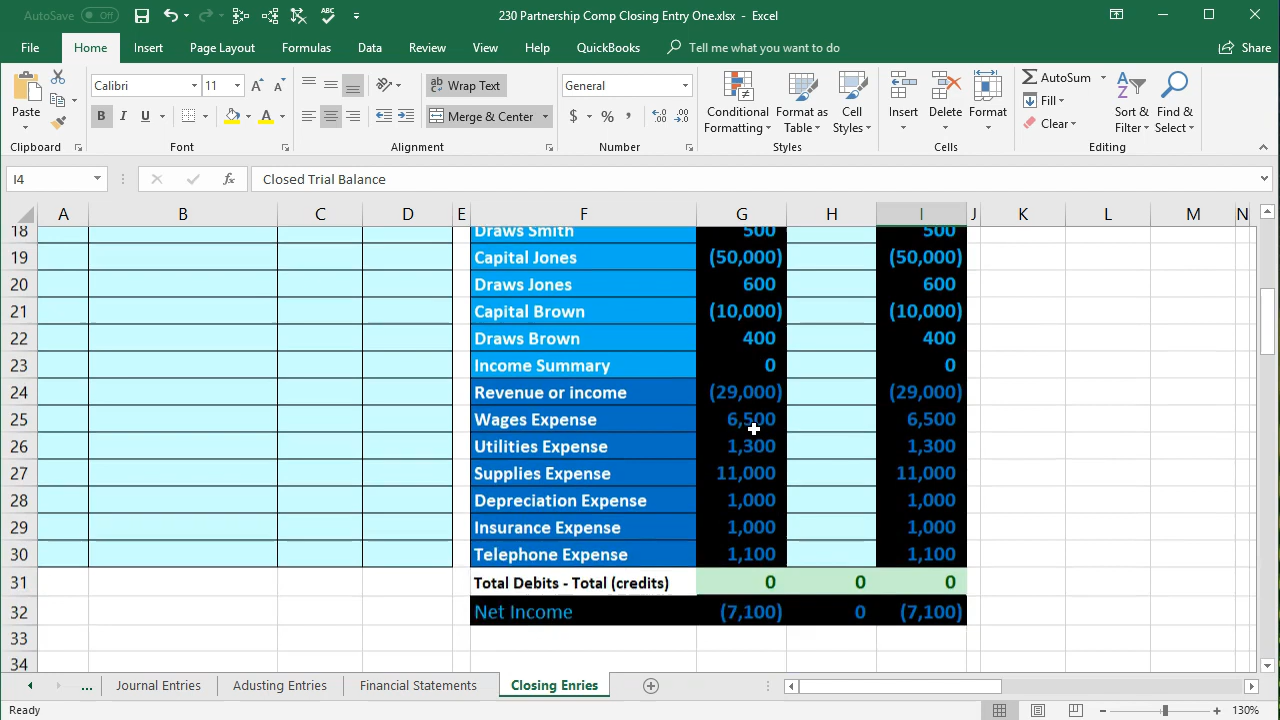 AutoSave Off
230 Partnership Comp Closing Entry One.xlsx - Excel
File Home Insert Page Layout Formulas Data Review View Help QuickBooks Tell me what you want to do Share
Calibri 11 Wrap Text General AutoSum
Paste Conditional Formatting Format as Table Cell Styles Insert Delete Format Fill Sort & Filter Find & Select
B I U Merge & Center $ % , Clear
Clipboard Font Alignment Number Styles Cells Editing
I4 fx Closed Trial Balance
A B C D E F G H I J K L M N
18 Draws Smith 500 500
19 Capital Jones (50,000) (50,000)
20 Draws Jones 600 600
21 Capital Brown (10,000) (10,000)
22 Draws Brown 400 400
23 Income Summary 0 0
24 Revenue or income (29,000) (29,000)
25 Wages Expense 6,500 6,500
26 Utilities Expense 1,300 1,300
27 Supplies Expense 11,000 11,000
28 Depreciation Expense 1,000 1,000
29 Insurance Expense 1,000 1,000
30 Telephone Expense 1,100 1,100
31 Total Debits - Total (credits) 0 0 0
32 Net Income (7,100) 0 (7,100)
33
34
... Journal Entries Adusting Entries Financial Statements Closing Enries
Ready 130%